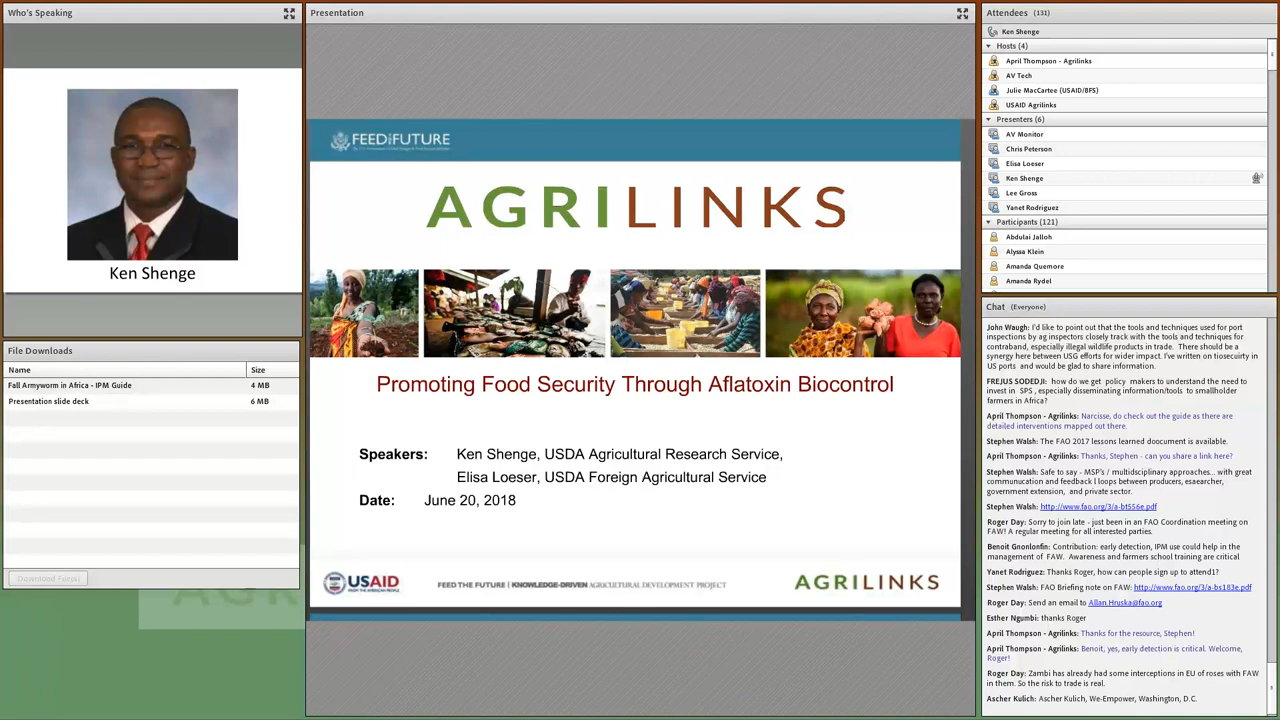 Who's Speaking
Ken Shenge
File Downloads
Name Size
Fall Armyworm in Africa - IPM Guide 4 MB
Presentation slide deck 6 MB
Download File(s)
Presentation
FEED THE FUTURE
AGRILINKS
Promoting Food Security Through Aflatoxin Biocontrol
Speakers: Ken Shenge, USDA Agricultural Research Service,
Elisa Loeser, USDA Foreign Agricultural Service
Date: June 20, 2018
USAID
FROM THE AMERICAN PEOPLE
FEED THE FUTURE | KNOWLEDGE-DRIVEN AGRICULTURAL DEVELOPMENT PROJECT
AGRILINKS
Attendees (131)
Ken Shenge
Hosts (4)
April Thompson - Agrilinks
AV Tech
Julie MacCartee (USAID/BFS)
USAID Agrilinks
Presenters (6)
AV Monitor
Chris Peterson
Elisa Loeser
Ken Shenge
Lee Gross
Yanet Rodriguez
Participants (121)
Abdulai Jalloh
Alyssa Klein
Amanda Quemore
Amanda Rydel
Chat (Everyone)
John Waugh: I'd like to point out that the tools and techniques used for port
inspections by ag inspectors closely track with the tools and techniques for
contraband, especially illegal wildlife products in trade. There should be a
synergy here between USG efforts for wider impact. I've written on tiosecuirty in
US ports and would be glad to share information.
FREJUS SODEDJI: how do we get policy makers to understand the need to
invest in SPS , especially disseminating information/tools to smallholder
farmers in Africa?
April Thompson - Agrilinks: Narcisse, do check out the guide as there are
detailed interventions mapped out there.
Stephen Walsh: The FAO 2017 lessons learned doocument is available.
April Thompson - Agrilinks: Thanks, Stephen - can you share a link here?
Stephen Walsh: Safe to say - MSP's / multidsciplinary approaches... with great
communcation and feedback l loops between producers, esaearcher,
government extension, and private sector.
Stephen Walsh: http://www.fao.org/3/a-bt556e.pdf
Roger Day: Sorry to join late - just been in an FAO Coordination meeting on
FAW! A regular meeting for all interested parties.
Benoit Gnonlonfin: Contribution: early detection, IPM use could help in the
management of FAW. Awareness and farmers school training are critical
Yanet Rodriguez: Thanks Roger, how can people sign up to attend1?
Stephen Walsh: FAO Briefing note on FAW: http://www.fao.org/3/a-bs183e.pdf
Roger Day: Send an email to Allan.Hruska@fao.org
Esther Ngumbi: thanks Roger
April Thompson - Agrilinks: Thanks for the resource, Stephen!
April Thompson - Agrilinks: Benoit, yes, early detection is critical. Welcome,
Roger!
Roger Day: Zambi has already had some interceptions in EU of roses with FAW
in them. So the risk to trade is real.
Ascher Kulich: Ascher Kulich, We-Empower, Washington, D.C.